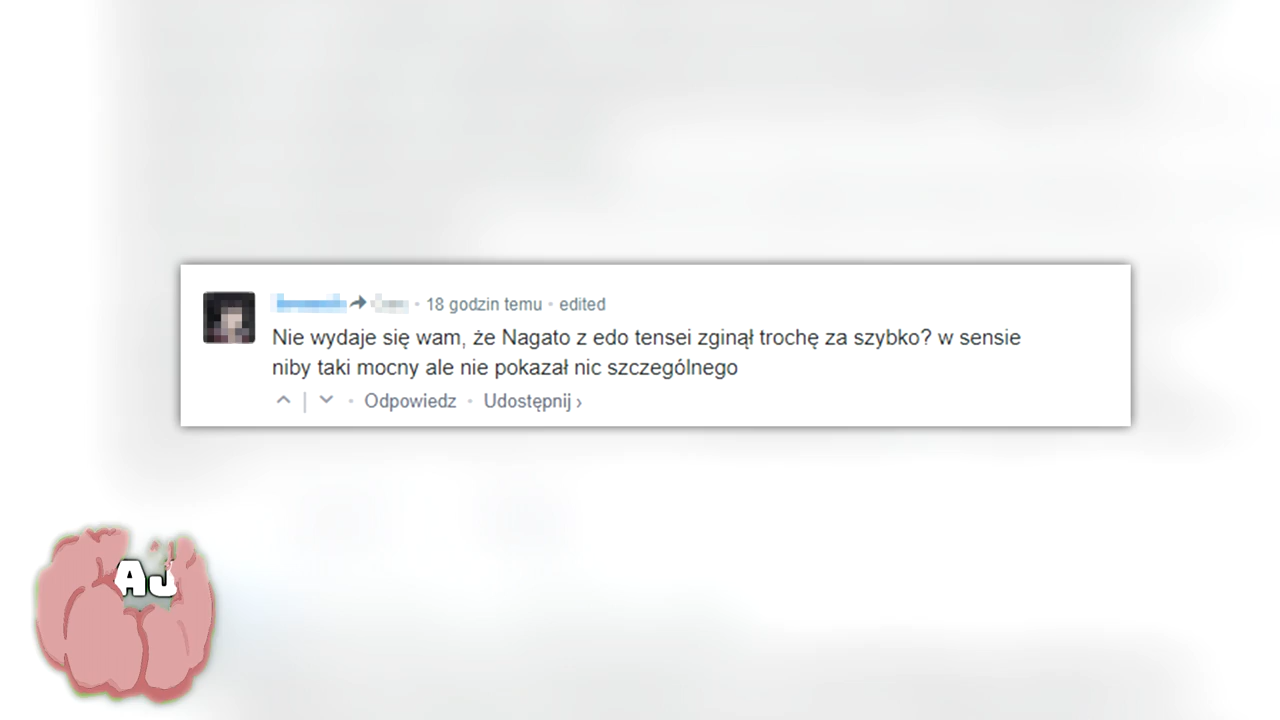 18 godzin temu • edited
Nie wydaje się wam, że Nagato z edo tensei zginął trochę za szybko? w sensie
niby taki mocny ale nie pokazał nic szczególnego
• Odpowiedz • Udostępnij ›
AJ